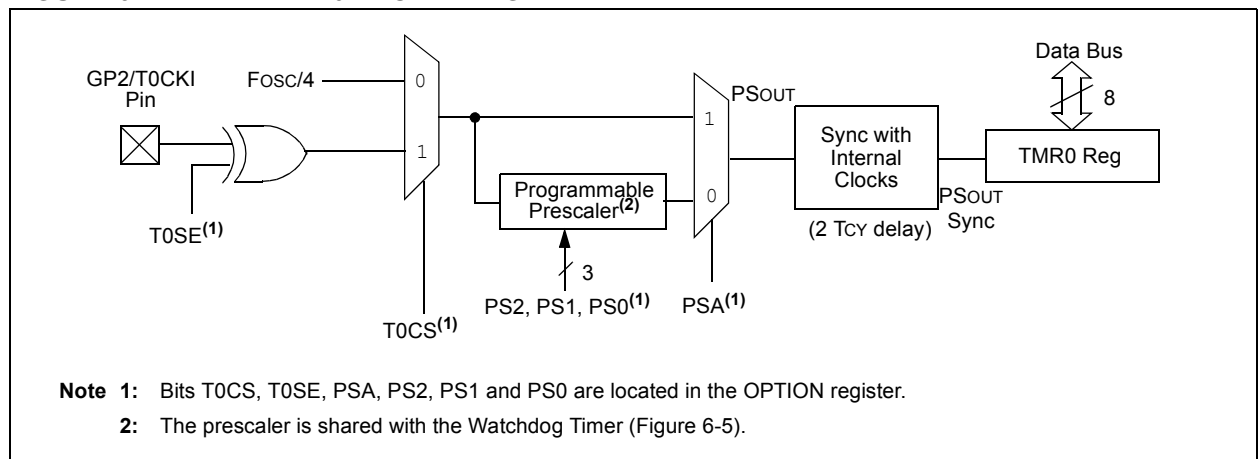 Data Bus
GP2/T0CKI
Pin
FOSC/4
0
1
T0SE(1)
T0CS(1)
Programmable
Prescaler(2)
3
PS2, PS1, PS0(1)
1
0
PSOUT
PSA(1)
Sync with
Internal
Clocks
(2 TCY delay)
PSOUT
Sync
8
TMR0 Reg
Note 1: Bits T0CS, T0SE, PSA, PS2, PS1 and PS0 are located in the OPTION register.
2: The prescaler is shared with the Watchdog Timer (Figure 6-5).